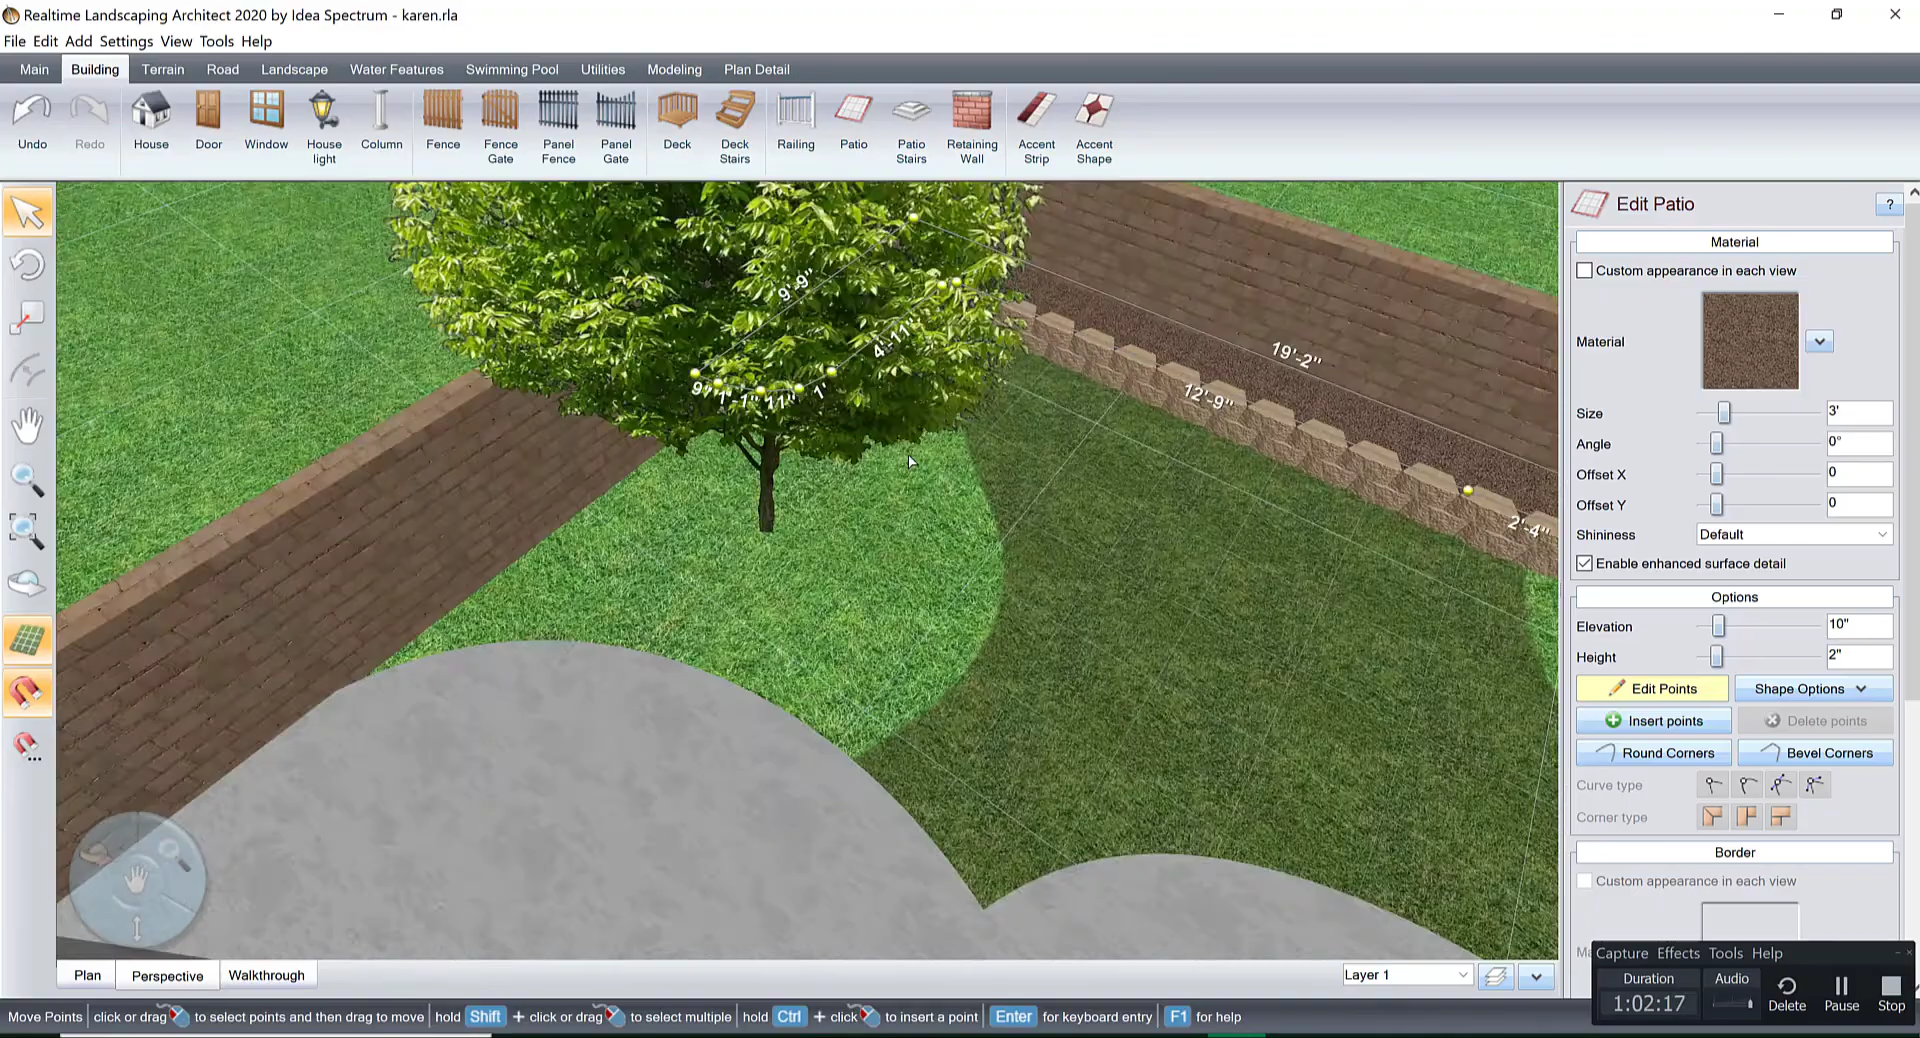 Realtime Landscaping Architect 2020 by Idea Spectrum - karen.rla
File Edit Add Settings View Tools Help
Main Building Terrain Road Landscape Water Features Swimming Pool Utilities Modeling Plan Detail
Undo Redo House Door Window House light Column Fence Fence Gate Panel Fence Panel Gate Deck Deck Stairs Railing Patio Patio Stairs Retaining Wall Accent Strip Accent Shape
Edit Patio ?
Material
Custom appearance in each view
Material
Size 3'
Angle 0°
Offset X 0
Offset Y 0
Shininess Default
Enable enhanced surface detail
Options
Elevation 10"
Height 2"
Edit Points Shape Options
Insert points Delete points
Round Corners Bevel Corners
Curve type
Corner type
Border
Custom appearance in each view
9'-9"
4'-11"
9" 1'-1" 11" 1'
19'-2"
12'-9"
2'-4"
Capture Effects Tools Help
Duration Audio
1:02:17 Delete Pause Stop
Plan Perspective Walkthrough Layer 1
Move Points click or drag to select points and then drag to move hold Shift + click or drag to select multiple hold Ctrl + click to insert a point Enter for keyboard entry F1 for help